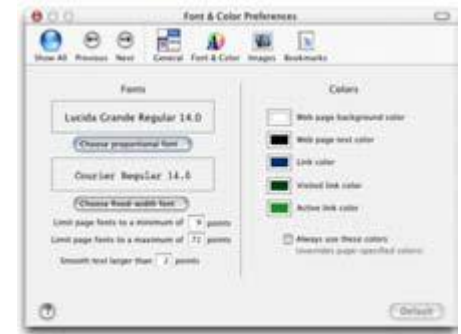 Font & Color Preferences
Show All Previous Next General Font & Color Images Bookmarks
Fonts
Lucida Grande Regular 14.0
Choose proportional font
Courier Regular 14.0
Choose fixed-width font
Limit page fonts to a minimum of 9 points
Limit page fonts to a maximum of 72 points
Smooth text larger than points
Colors
Web page background color
Web page text color
Link color
Visited link color
Active link color
Always use these colors
(overrides page-specified colors)
?
Default